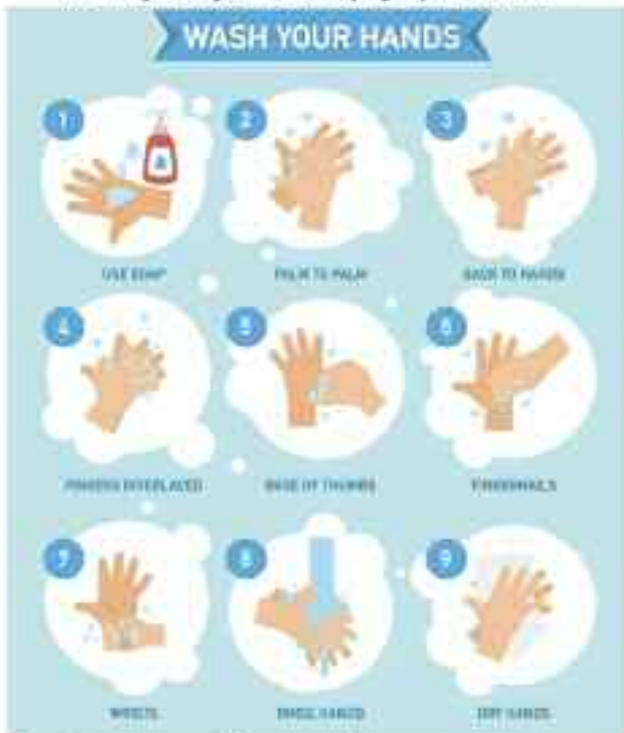 WASH YOUR HANDS
1
2
3
USE SOAP
PALM TO PALM
BACK TO HANDS
4
5
6
FINGERS INTERLACED
BASE OF THUMBS
FINGERNAILS
7
8
9
WRISTS
RINSE HANDS
DRY HANDS